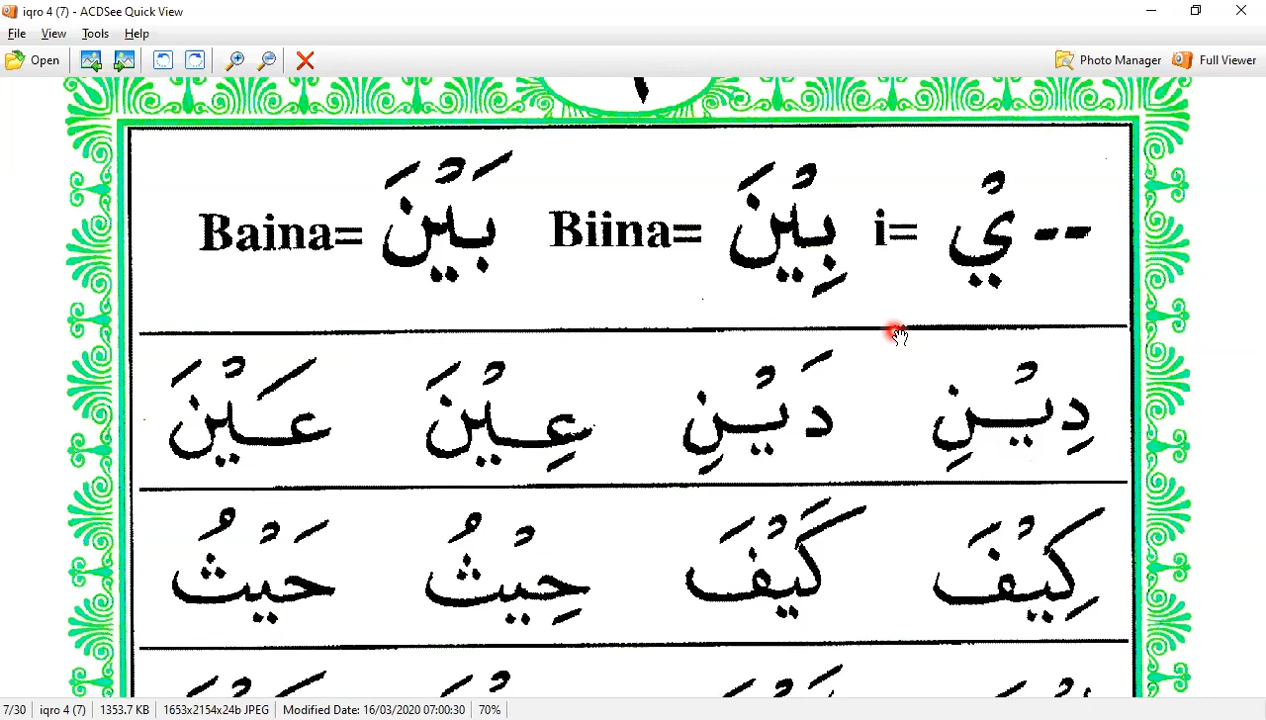 iqro 4 (7) - ACDSee Quick View
File View Tools Help
Open Photo Manager Full Viewer
١
-- يْ =i بِيْنَ =Biina بَيْنَ =Baina
دِيْنِ دَيْنِ عِيْنَ عَيْنَ
كِيْفَ كَيْفَ حِيْثُ حَيْثُ
7/30 iqro 4 (7) 1353.7 KB 1653x2154x24b JPEG Modified Date: 16/03/2020 07:00:30 70%